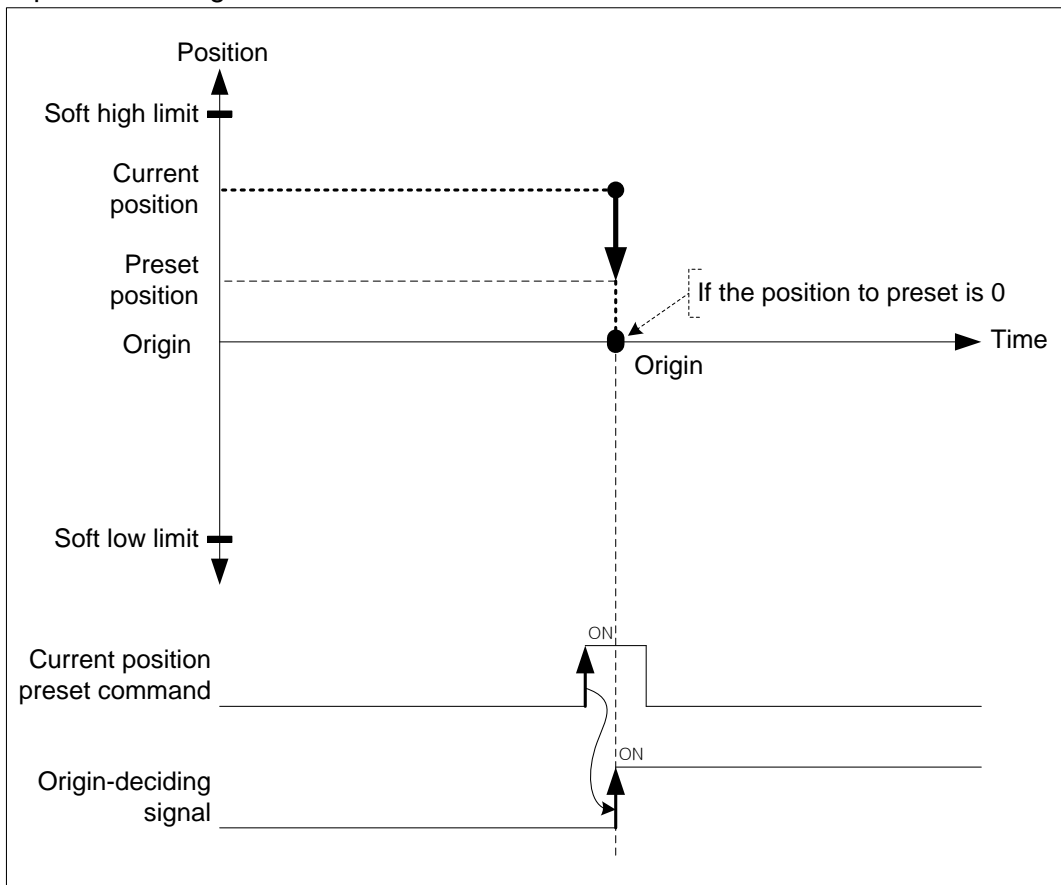 Position
Soft high limit
Current
position
Preset
position
If the position to preset is 0
Origin
Time
Origin
Soft low limit
ON
Current position
preset command
ON
Origin-deciding
signal